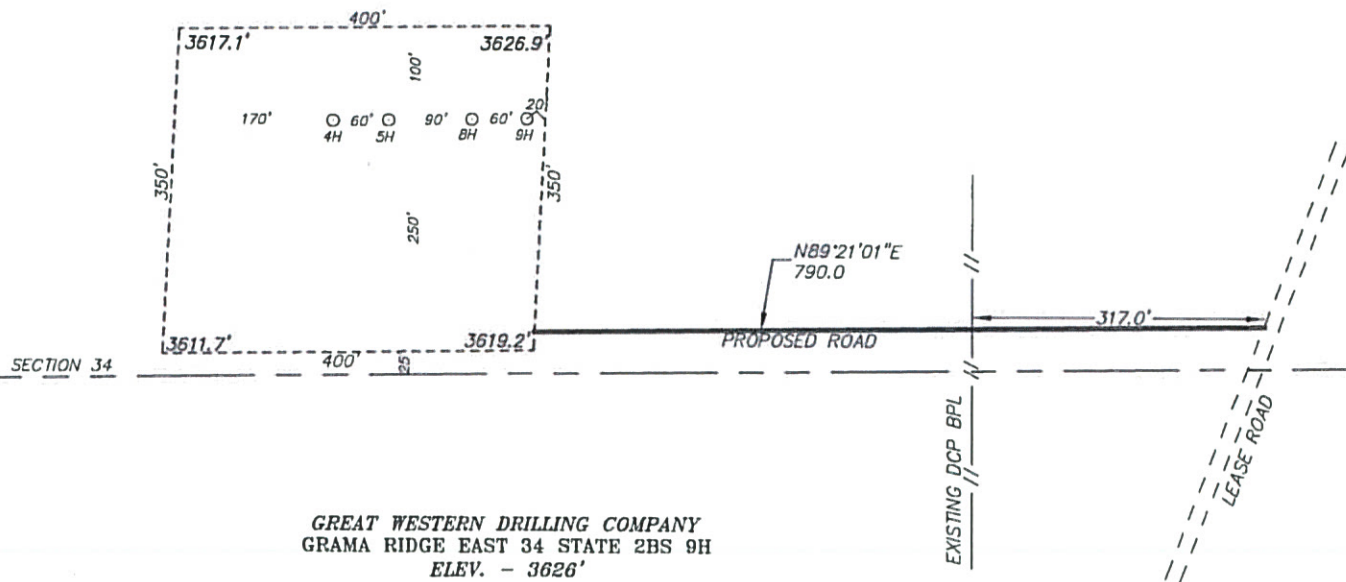 400'
3617.1' 3626.9'
100'
20'
170' 60' 90' 60'
4H 5H 8H 9H
350' 350'
250'
N89°21'01"E
790.0
317.0'
PROPOSED ROAD
3611.7' 3619.2'
400'
25'
SECTION 34
EXISTING DCP BPL
LEASE ROAD
GREAT WESTERN DRILLING COMPANY
GRAMA RIDGE EAST 34 STATE 2BS 9H
ELEV. - 3626'